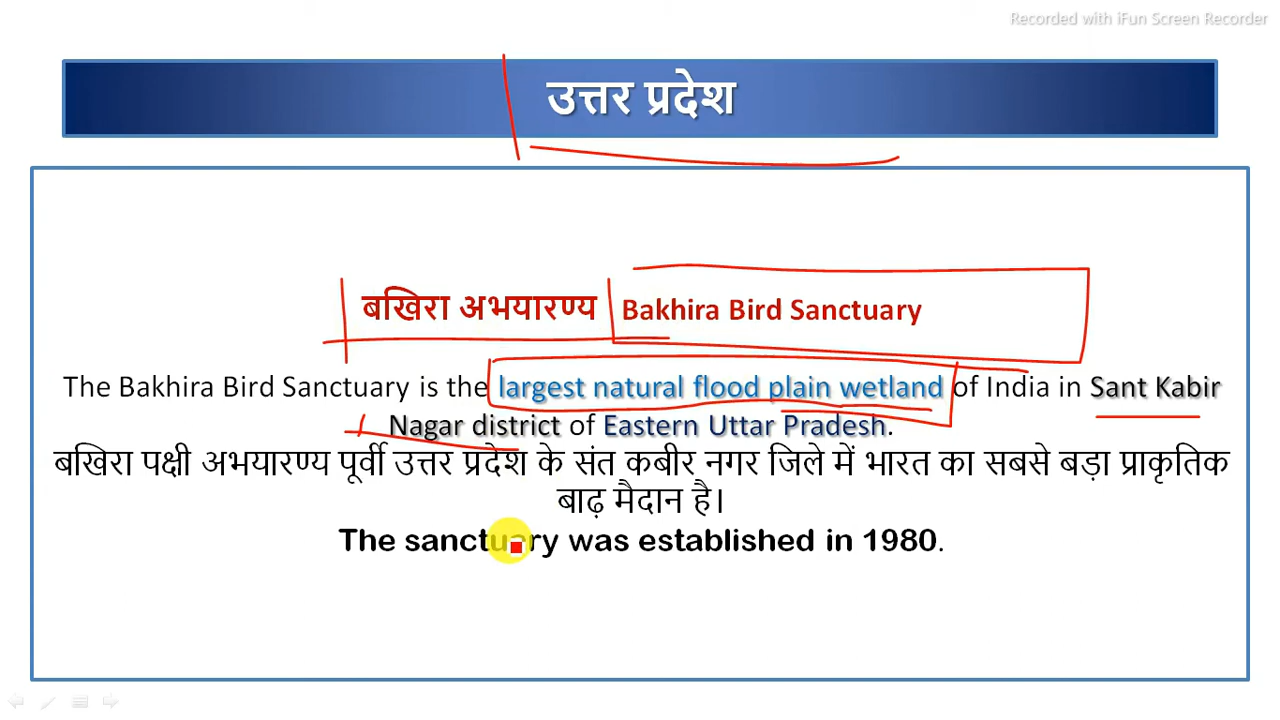 Recorded with iFun Screen Recorder
उत्तर प्रदेश
बखिरा अभयारण्य Bakhira Bird Sanctuary
The Bakhira Bird Sanctuary is the largest natural flood plain wetland of India in Sant Kabir
Nagar district of Eastern Uttar Pradesh.
बखिरा पक्षी अभयारण्य पूर्वी उत्तर प्रदेश के संत कबीर नगर जिले में भारत का सबसे बड़ा प्राकृतिक
बाढ़ मैदान है।
The sanctuary was established in 1980.